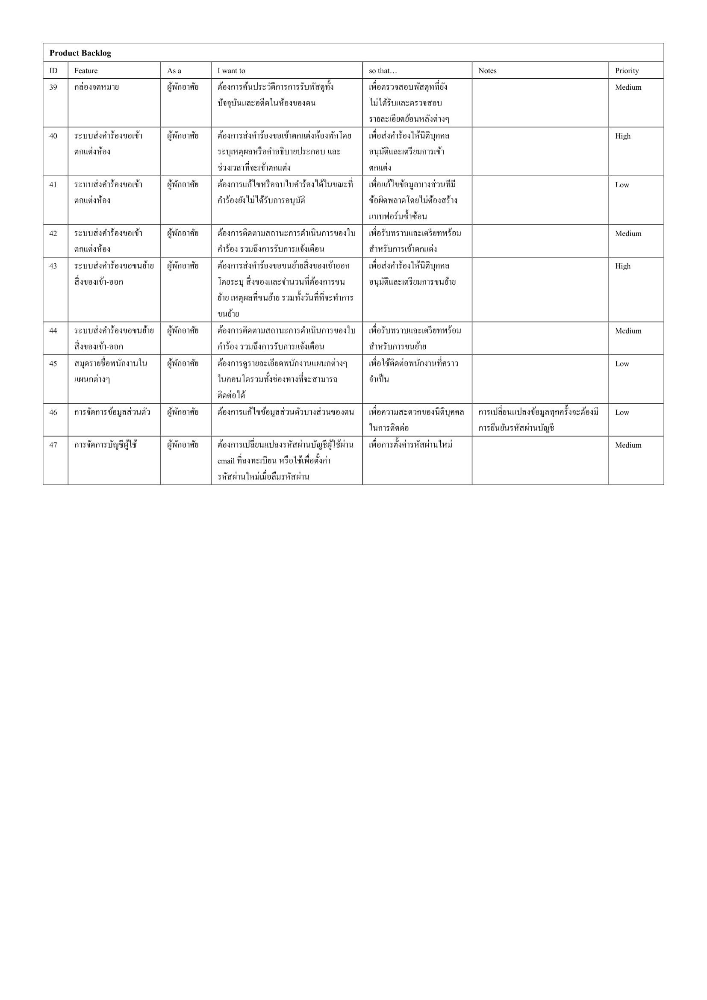 Product Backlog
ID Feature As a I want to so that… Notes Priority
39 กล่องจดหมาย ผู้พักอาศัย ต้องการค้นประวัติการการรับพัสดุทั้ง เพื่อตรวจสอบพัสดุทที่ยัง Medium
ปัจจุบันและอดีตในห้องของตน ไม่ได้รับและตรวจสอบ
รายละเอียดย้อนหลังต่างๆ
40 ระบบส่งคำร้องขอเข้า ผู้พักอาศัย ต้องการส่งคำร้องขอเข้าตกแต่งห้องพักโดย เพื่อส่งคำร้องให้นิติบุคคล High
ตกแต่งห้อง ระบุเหตุผลหรือคำอธิบายประกอบ และ อนุมัติและเตรียมการเข้า
ช่วงเวลาที่จะเข้าตกแต่ง ตกแต่ง
41 ระบบส่งคำร้องขอเข้า ผู้พักอาศัย ต้องการแก้ไขหรือลบใบคำร้องได้ในขณะที่ เพื่อแก้ไขข้อมูลบางส่วนทีมี Low
ตกแต่งห้อง คำร้องยังไม่ได้รับการอนุมัติ ข้อผิดพลาดโดยไม่ต้องสร้าง
แบบฟอร์มซ้ำซ้อน
42 ระบบส่งคำร้องขอเข้า ผู้พักอาศัย ต้องการติดตามสถานะการดำเนินการของใบ เพื่อรับทราบและเตรียทพร้อม Medium
ตกแต่งห้อง คำร้อง รวมถึงการรับการแจ้งเตือน สำหรับการเข้าตกแต่ง
43 ระบบส่งคำร้องขอขนย้าย ผู้พักอาศัย ต้องการส่งคำร้องขอขนย้ายสิ่งของเข้าออก เพื่อส่งคำร้องให้นิติบุคคล High
สิ่งของเข้า-ออก โดยระบุ สิ่งของและจำนวนที่ต้องการขน อนุมัติและเตรียมการขนย้าย
ย้าย เหตุผลที่ขนย้าย รวมทั้งวันที่ที่จะทำการ
ขนย้าย
44 ระบบส่งคำร้องขอขนย้าย ผู้พักอาศัย ต้องการติดตามสถานะการดำเนินการของใบ เพื่อรับทราบและเตรียทพร้อม Medium
สิ่งของเข้า-ออก คำร้อง รวมถึงการรับการแจ้งเตือน สำหรับการขนย้าย
45 สมุดรายชื่อพนักงานใน ผู้พักอาศัย ต้องการดูรายละเอียดพนักงานแผนกต่างๆ เพื่อใช้ติดต่อพนักงานที่คราว Low
แผนกต่างๆ ในคอนโดรวมทั้งช่องทางที่จะสามารถ จำเป็น
ติดต่อได้
46 การจัดการข้อมูลส่วนตัว ผู้พักอาศัย ต้องการแก้ไขข้อมูลส่วนตัวบางส่วนของตน เพื่อความสะดวกของนิติบุคคล การเปลี่ยนแปลงข้อมูลทุกครั้งจะต้องมี Low
ในการติดต่อ การยืนยันรหัสผ่านบัญชี
47 การจัดการบัญชีผู้ใช้ ผู้พักอาศัย ต้องการเปลี่ยนแปลงรหัสผ่านบัญชีผู้ใช้ผ่าน เพื่อการตั้งค่ารหัสผ่านใหม่ Medium
email ที่ลงทะเบียน หรือใช้เพื่อตั้งค่า
รหัสผ่านใหม่เมื่อลืมรหัสผ่าน